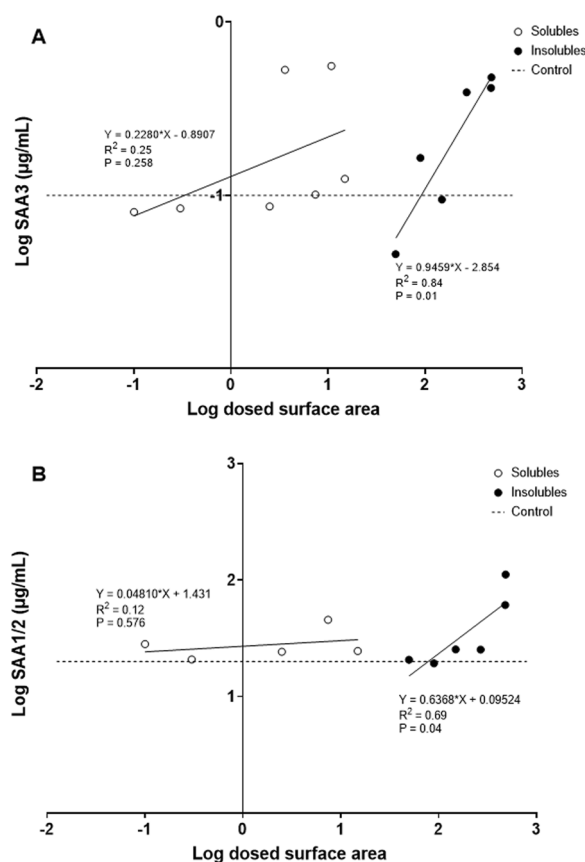 A
0
Solubles
Insolubles
Control
Log SAA3 (µg/mL)
Y = 0.2280*X - 0.8907
R2 = 0.25
P = 0.258
-1
Y = 0.9459*X - 2.854
R2 = 0.84
P = 0.01
-2 -1 0 1 2 3
Log dosed surface area
B
3
Solubles
Insolubles
Control
Log SAA1/2 (µg/mL)
2
Y = 0.04810*X + 1.431
R2 = 0.12
P = 0.576
1
Y = 0.6368*X + 0.09524
R2 = 0.69
P = 0.04
-2 -1 0 1 2 3
Log dosed surface area